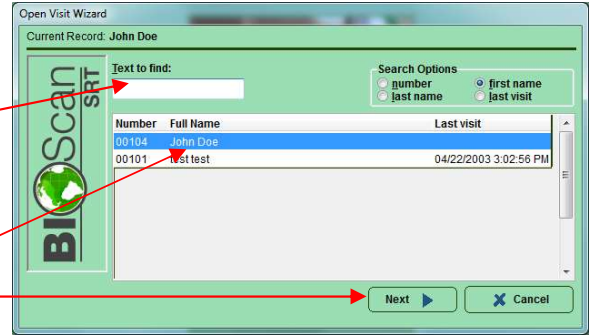 Open Visit Wizard
Current Record: John Doe
BIOScan
SRT
Text to find:
Search Options
number
first name
last name
last visit
Number Full Name Last visit
00104 John Doe
00101 test test 04/22/2003 3:02:56 PM
Next
Cancel